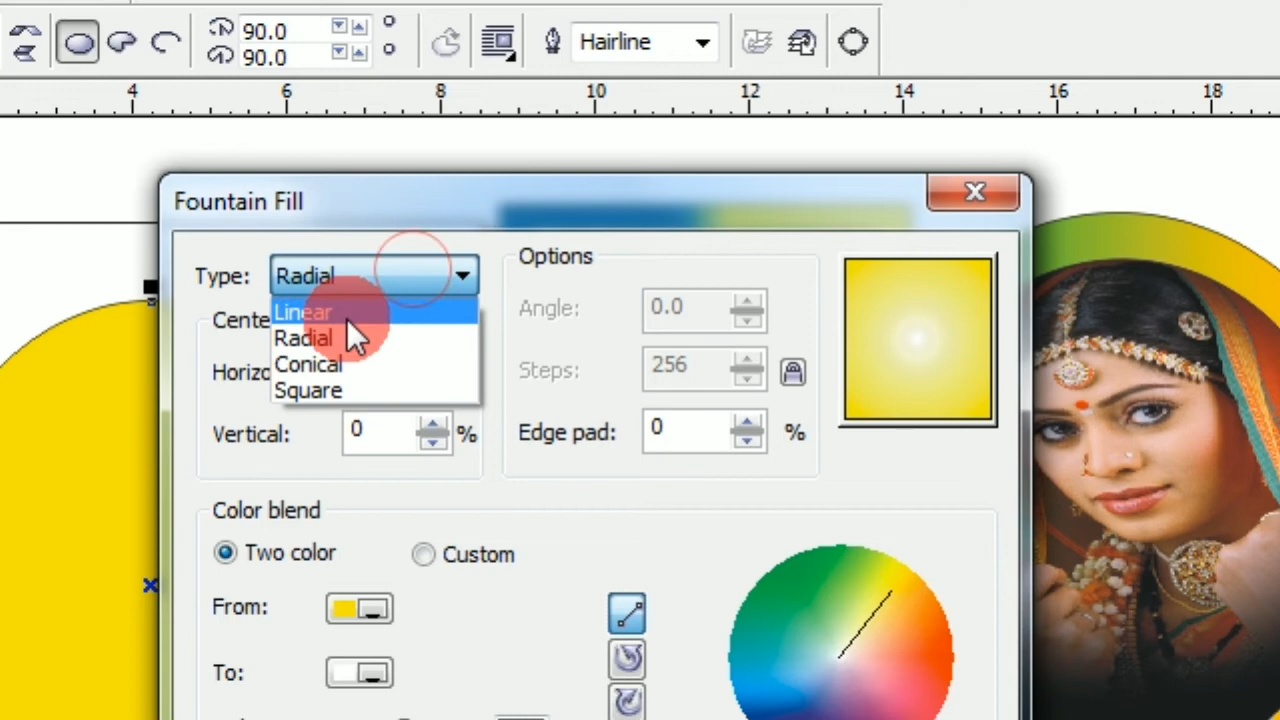 90.0
90.0
Hairline
4 6 8 10 12 14 16 18
Fountain Fill
Type: Radial
Linear
Radial
Conical
Square
Options
Angle: 0.0
Steps: 256
Edge pad: 0 %
Cente
Horizo
Vertical: 0 %
Color blend
Two color Custom
From:
To: